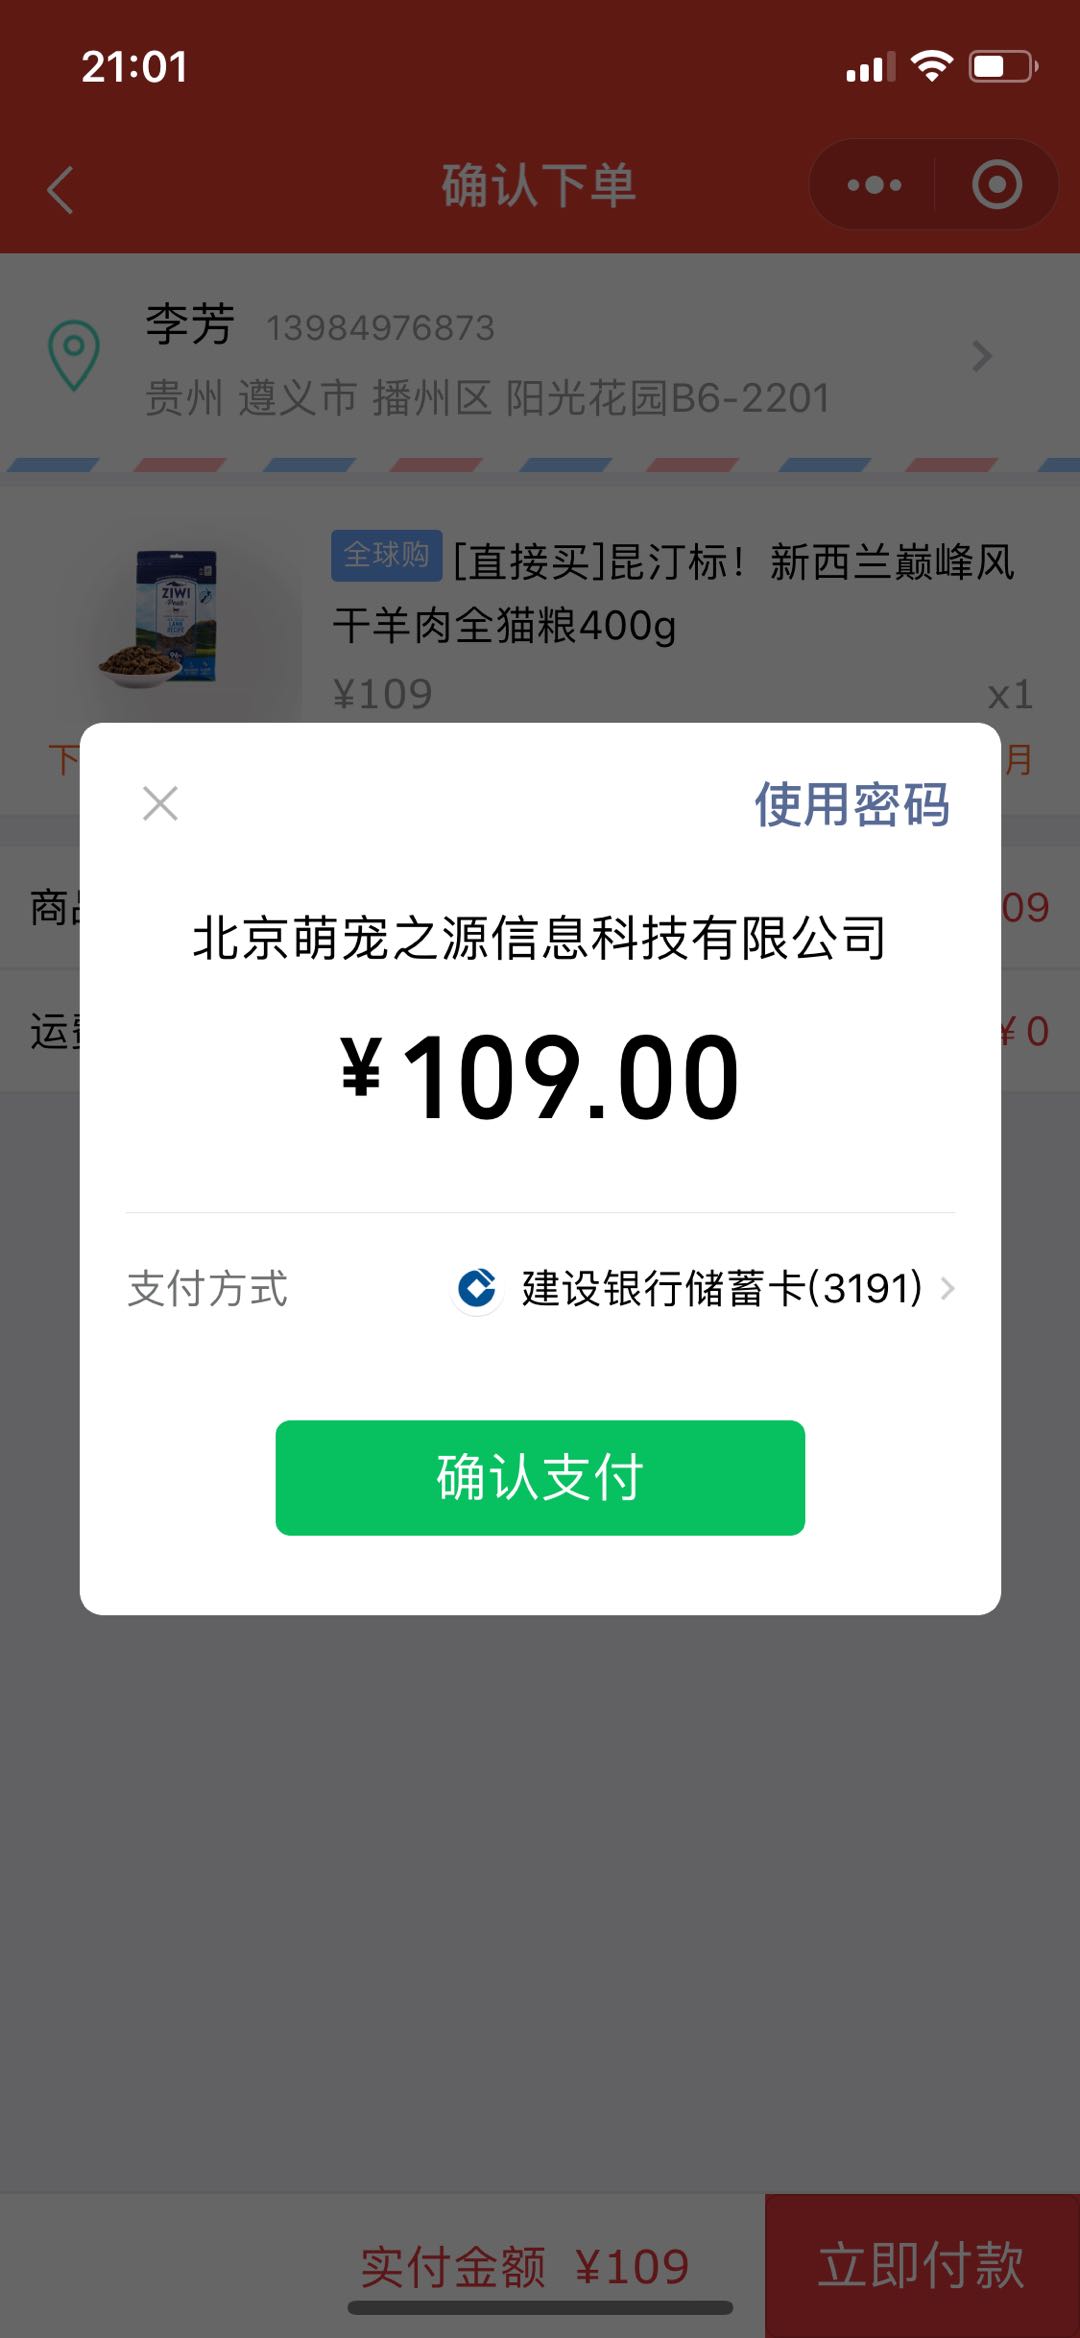 21:01
确认下单
李芳 13984976873
贵州 遵义市 播州区 阳光花园B6-2201
全球购 [直接买]昆汀标！新西兰巅峰风
干羊肉全猫粮400g
¥109 x1
ZIWI
Peak
LAMB
RECIPE
下 月
使用密码
商 09
北京萌宠之源信息科技有限公司
运 ¥ 0
¥109.00
支付方式 建设银行储蓄卡(3191)
确认支付
实付金额 ¥109 立即付款